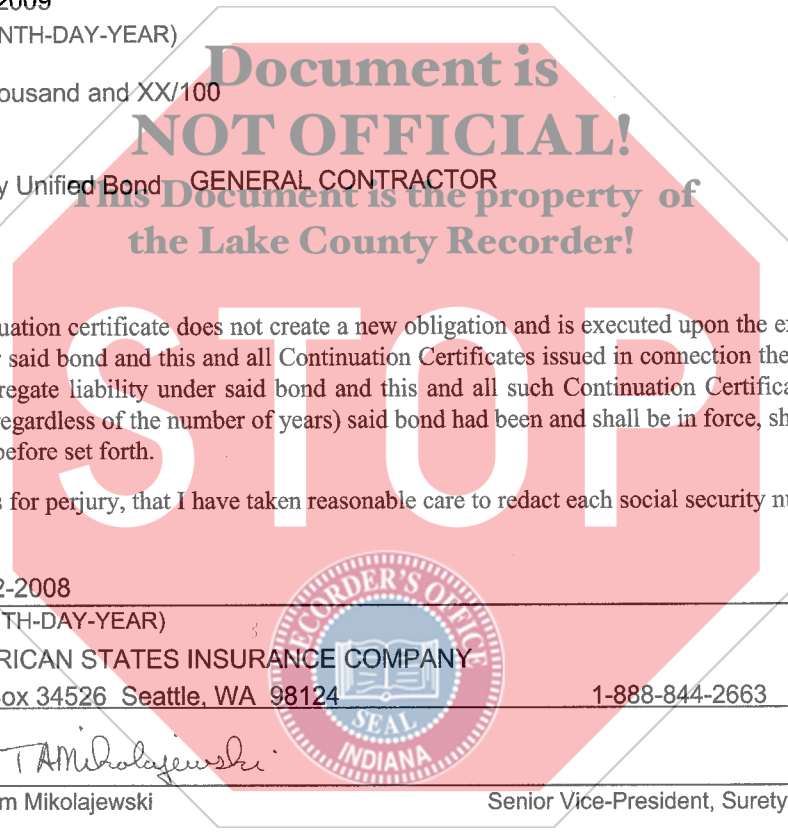 2009
NTH-DAY-YEAR)
Document is
ousand and XX/100
NOT OFFICIAL!
y Unified Bond GENERAL CONTRACTOR
This Document is the property of
the Lake County Recorder!
STOP
uation certificate does not create a new obligation and is executed upon the e
said bond and this and all Continuation Certificates issued in connection the
regate liability under said bond and this and all such Continuation Certifica
regardless of the number of years) said bond had been and shall be in force, sh
before set forth.
s for perjury, that I have taken reasonable care to redact each social security nu
2-2008
TH-DAY-YEAR)
RICAN STATES INSURANCE COMPANY
ox 34526 Seattle, WA 98124 1-888-844-2663
RECORDER'S OFFICE
SEAL
INDIANA
TAMikolajewski
m Mikolajewski Senior Vice-President, Surety